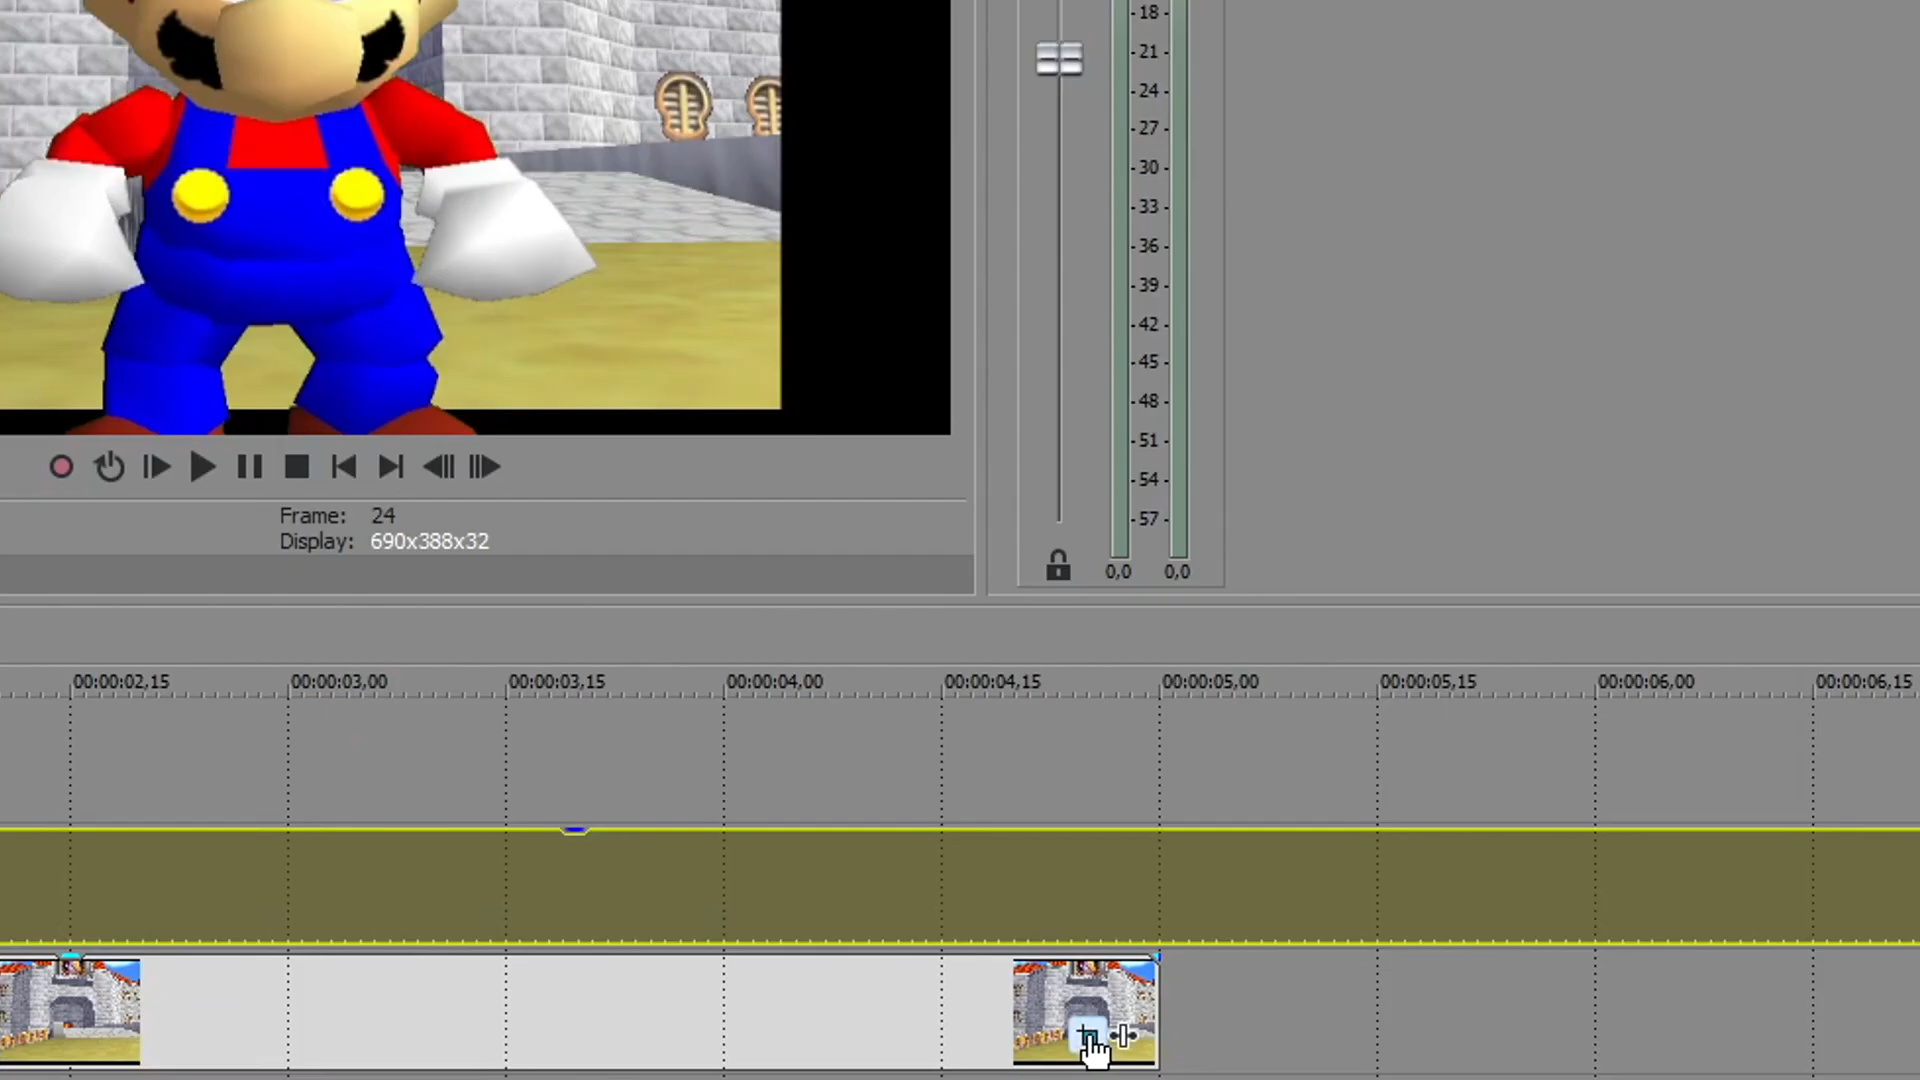 - 18 -
- 21 -
- 24 -
- 27 -
- 30 -
- 33 -
- 36 -
- 39 -
- 42 -
- 45 -
- 48 -
- 51 -
- 54 -
- 57 -
0,0 0,0
Frame: 24
Display: 690x388x32
00:00:02,15 00:00:03,00 00:00:03,15 00:00:04,00 00:00:04,15 00:00:05,00 00:00:05,15 00:00:06,00 00:00:06,15